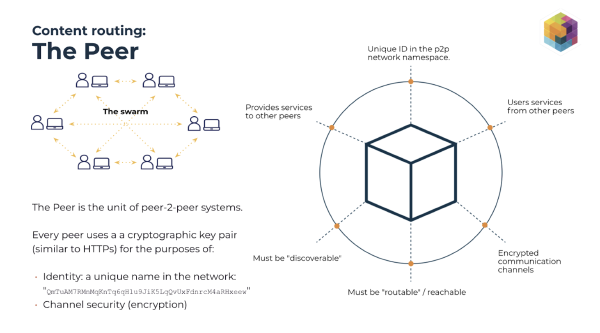 Content routing:
The Peer
The swarm
The Peer is the unit of peer-2-peer systems.
Every peer uses a a cryptographic key pair
(similar to HTTPs) for the purposes of:
· Identity: a unique name in the network:
"QmTuAM7RMnMqKnTq6qH1u9JiK5LqQvUxFdnrcM4aRHxeew"
· Channel security (encryption)
Unique ID in the p2p
network namespace.
Provides services
to other peers
Users services
from other peers
Must be "discoverable"
Encrypted
communication
channels
Must be "routable" / reachable